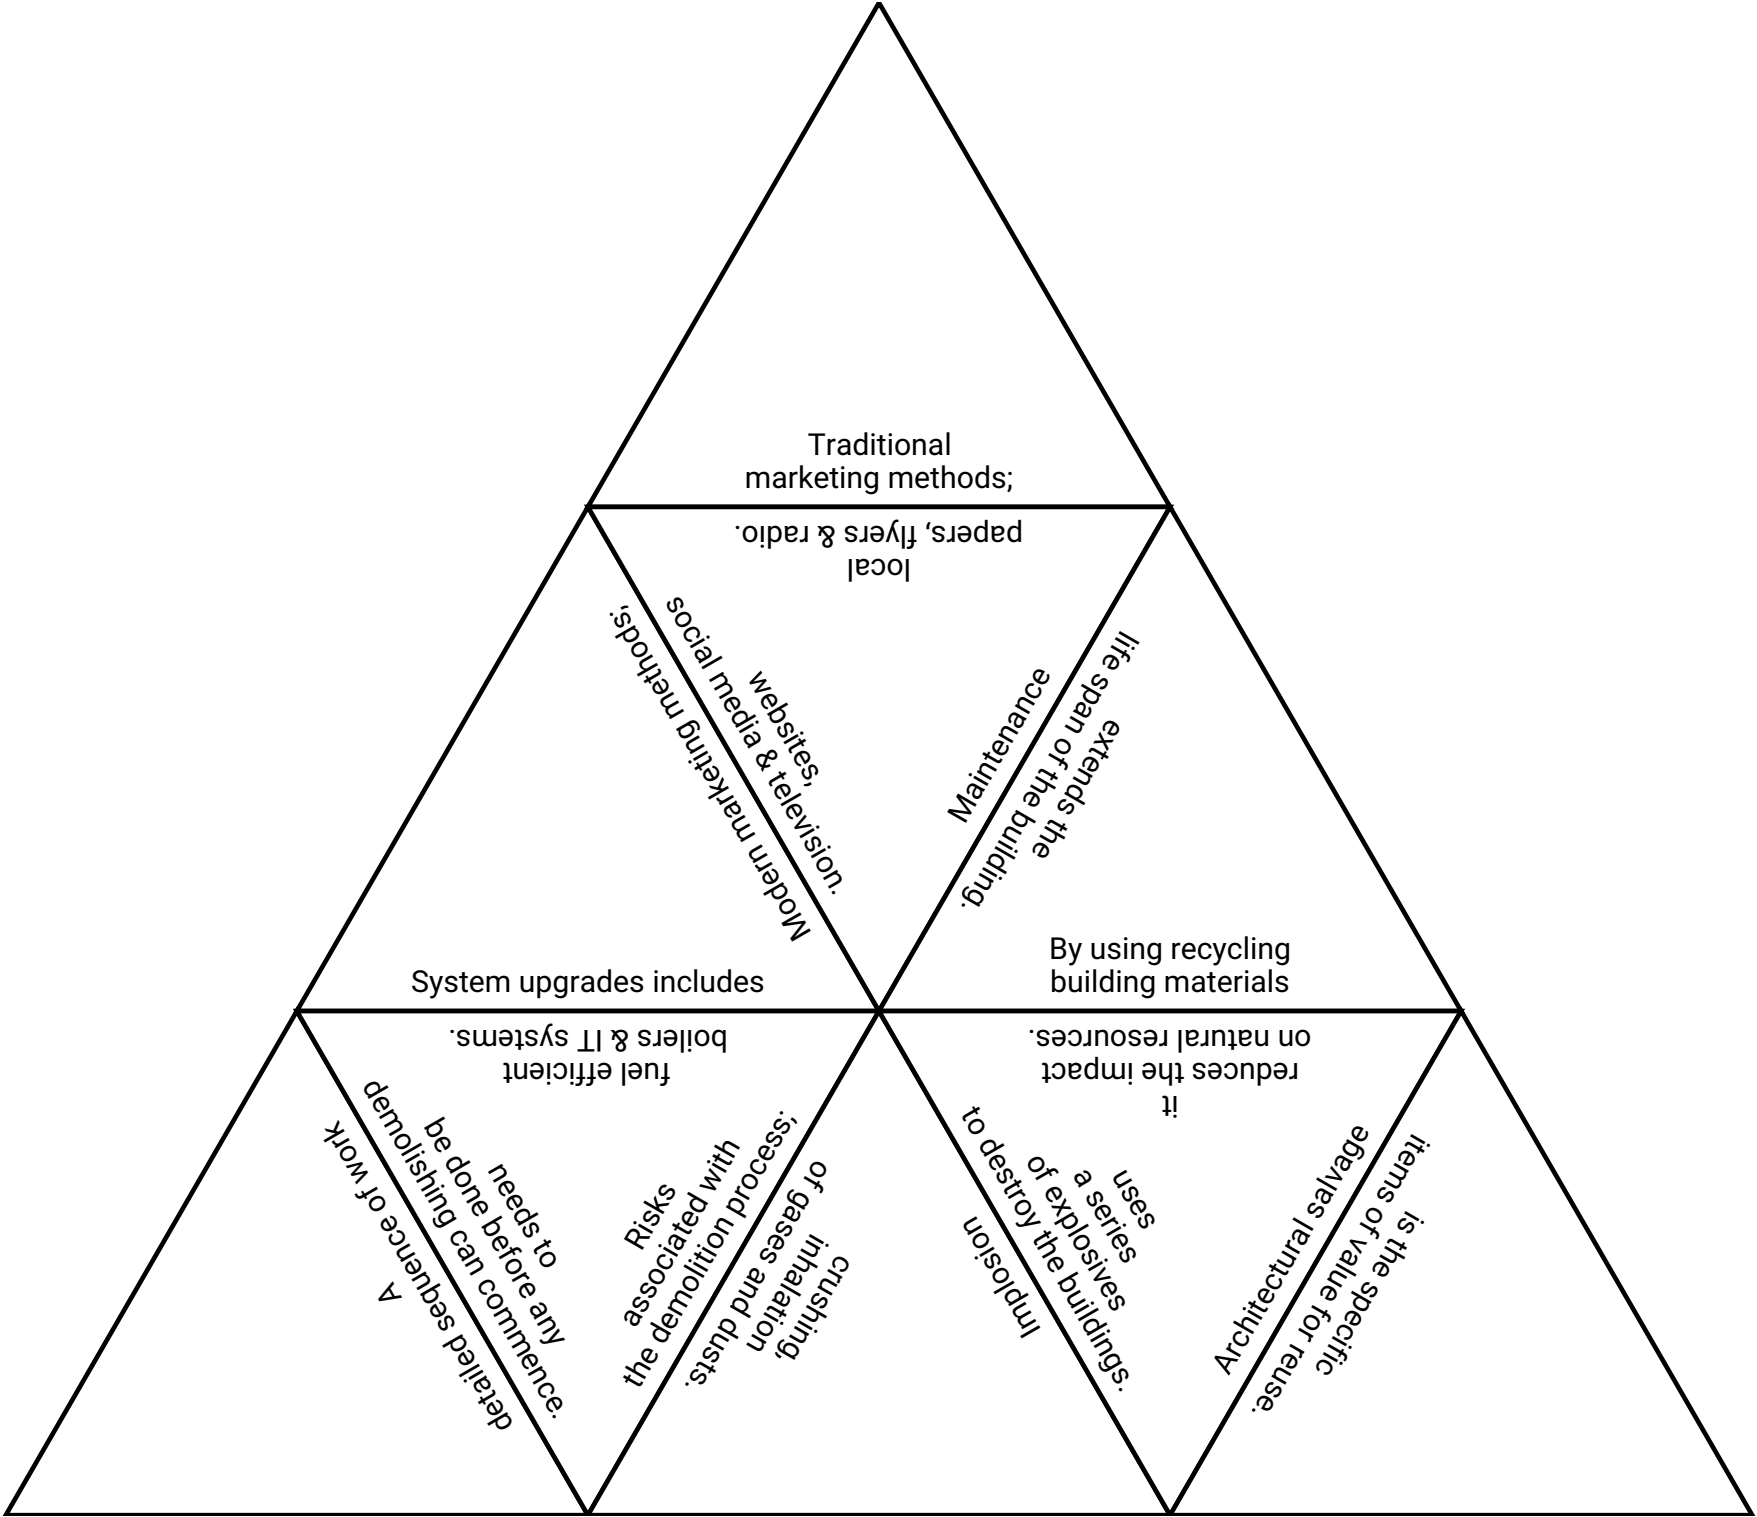 Traditional
marketing methods;
local
papers, flyers & radio.
Modern marketing methods;
websites,
social media & television.
Maintenance
extends the
life span of the building.
System upgrades includes
fuel efficient
boilers & IT systems.
By using recycling
building materials
it
reduces the impact
on natural resources.
A
detailed sequence of work
needs to
be done before any
demolishing can commence.
Risks
associated with
the demolition process;
crushing,
inhalation
of gases and dusts.
Implosion
uses
a series
of explosives
to destroy the buildings.
Architectural salvage
is the specific
items of value for reuse.